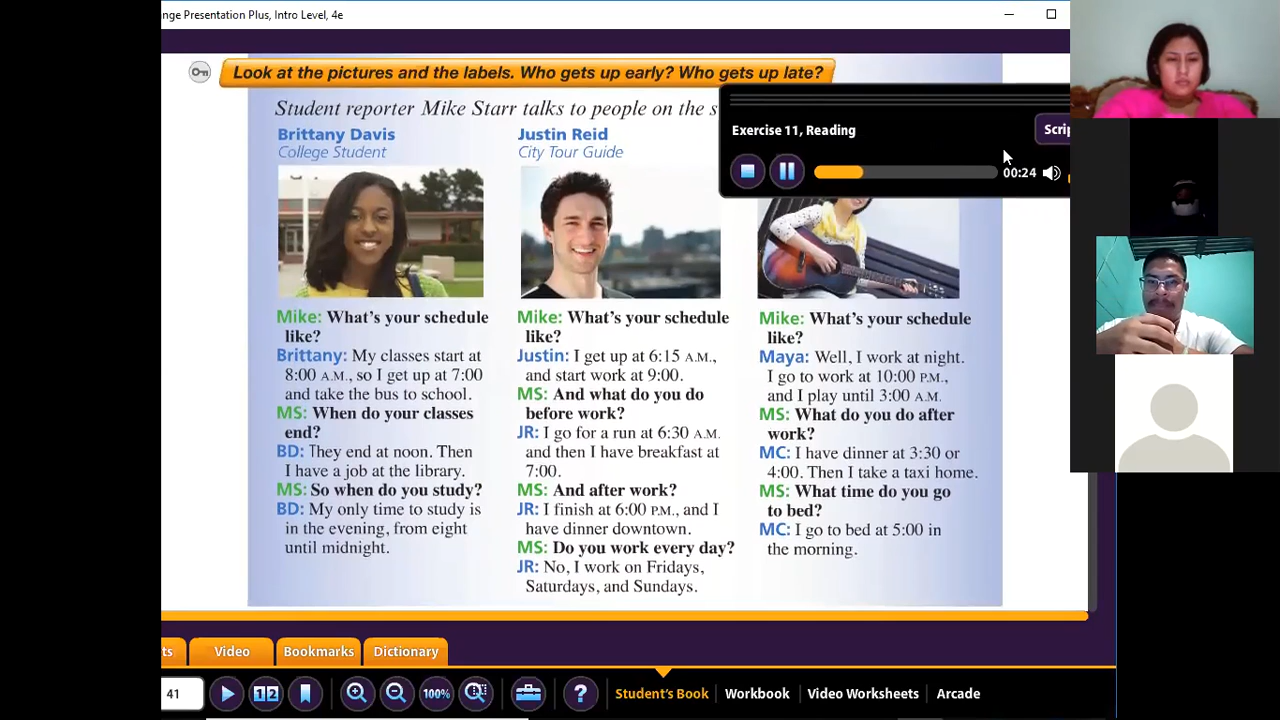 nge Presentation Plus, Intro Level, 4e
Look at the pictures and the labels. Who gets up early? Who gets up late?
Student reporter Mike Starr talks to people on the s
Exercise 11, Reading
Scrip
00:24
Brittany Davis
College Student
Mike: What's your schedule
like?
Brittany: My classes start at
8:00 A.M., so I get up at 7:00
and take the bus to school.
MS: When do your classes
end?
BD: They end at noon. Then
I have a job at the library.
MS: So when do you study?
BD: My only time to study is
in the evening, from eight
until midnight.
Justin Reid
City Tour Guide
Mike: What's your schedule
like?
Justin: I get up at 6:15 A.M.,
and start work at 9:00.
MS: And what do you do
before work?
JR: I go for a run at 6:30 A.M.
and then I have breakfast at
7:00.
MS: And after work?
JR: I finish at 6:00 P.M., and I
have dinner downtown.
MS: Do you work every day?
JR: No, I work on Fridays,
Saturdays, and Sundays.
Mike: What's your schedule
like?
Maya: Well, I work at night.
I go to work at 10:00 P.M.,
and I play until 3:00 A.M.
MS: What do you do after
work?
MC: I have dinner at 3:30 or
4:00. Then I take a taxi home.
MS: What time do you go
to bed?
MC: I go to bed at 5:00 in
the morning.
ts
Video
Bookmarks
Dictionary
41
12
100%
?
Student's Book
Workbook
Video Worksheets
Arcade